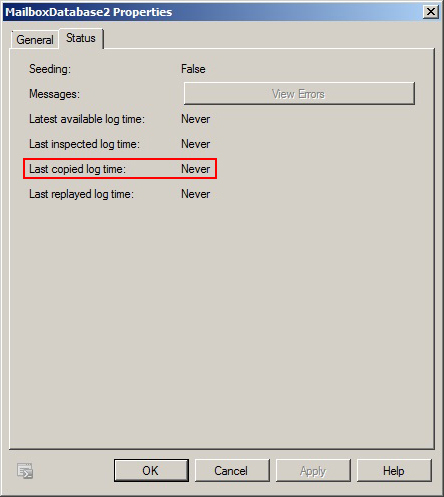 MailboxDatabase2 Properties
General Status
Seeding: False
Messages: View Errors
Latest available log time: Never
Last inspected log time: Never
Last copied log time: Never
Last replayed log time: Never
OK Cancel Apply Help